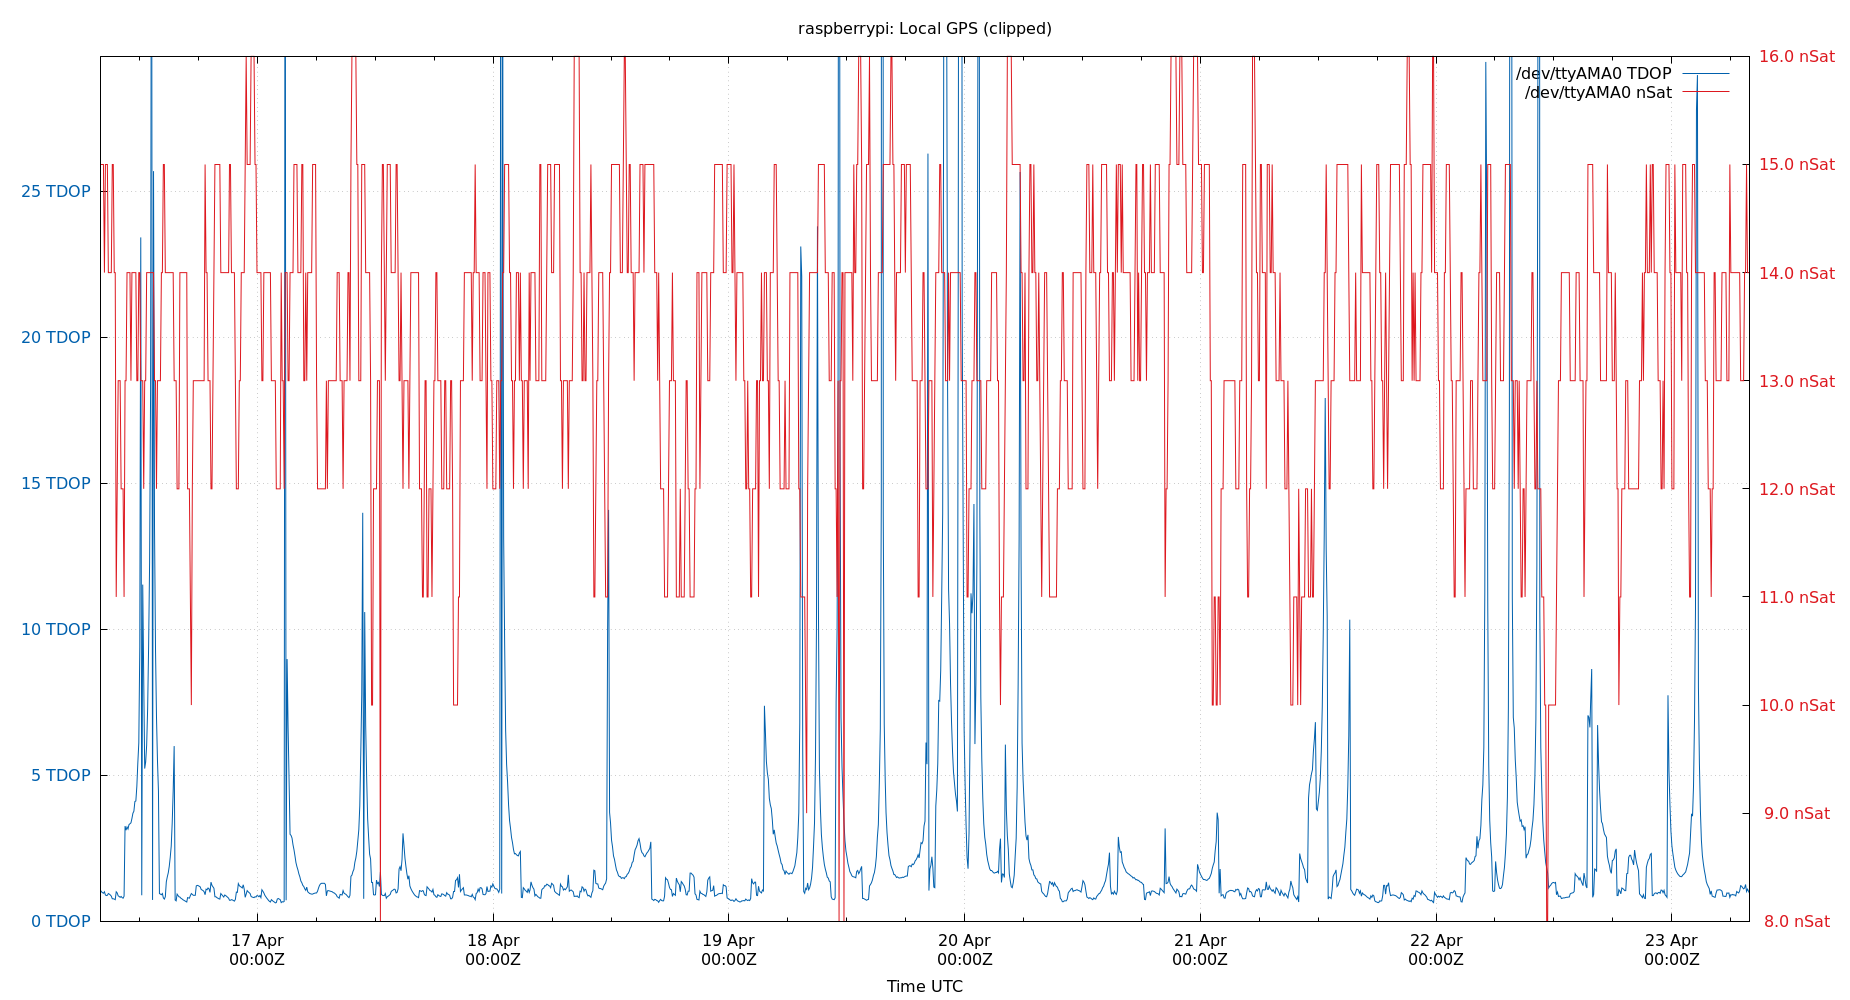 raspberrypi: Local GPS (clipped)
/dev/ttyAMA0 TDOP
/dev/ttyAMA0 nSat
25 TDOP
20 TDOP
15 TDOP
10 TDOP
5 TDOP
0 TDOP
16.0 nSat
15.0 nSat
14.0 nSat
13.0 nSat
12.0 nSat
11.0 nSat
10.0 nSat
9.0 nSat
8.0 nSat
17 Apr
00:00Z
18 Apr
00:00Z
19 Apr
00:00Z
20 Apr
00:00Z
21 Apr
00:00Z
22 Apr
00:00Z
23 Apr
00:00Z
Time UTC